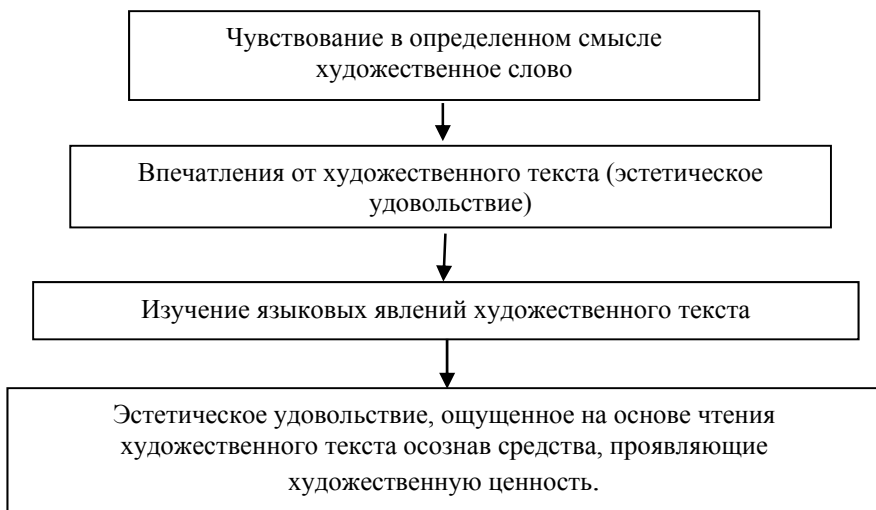 Чувствование в определенном смысле
художественное слово
Впечатления от художественного текста (эстетическое
удовольствие)
Изучение языковых явлений художественного текста
Эстетическое удовольствие, ощущенное на основе чтения
художественного текста осознав средства, проявляющие
художественную ценность.